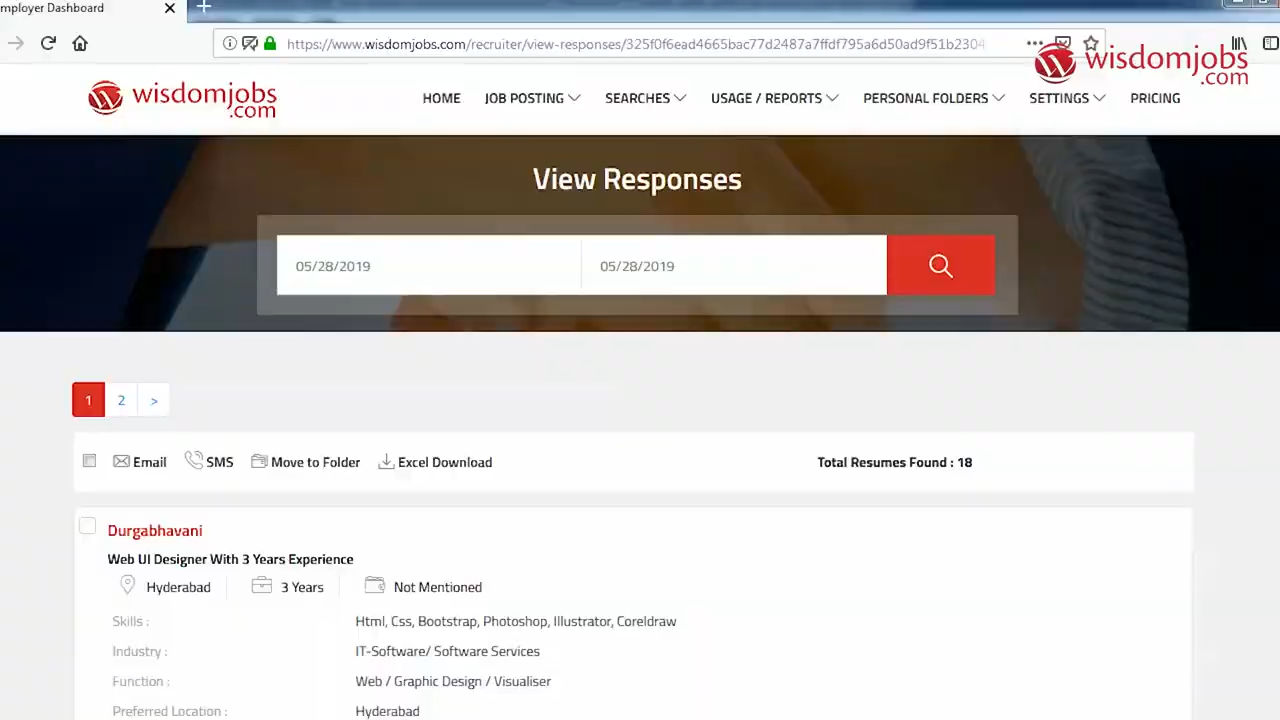 mployer Dashboard
https://www.wisdomjobs.com/recruiter/view-responses/325f0f6ead4665bac77d2487a7ffdf795a6d50ad9f51b2304
wisdomjobs
.com
wisdomjobs
.com
HOME JOB POSTING SEARCHES USAGE / REPORTS PERSONAL FOLDERS SETTINGS PRICING
View Responses
05/28/2019 05/28/2019
1 2 >
Email SMS Move to Folder Excel Download Total Resumes Found : 18
Durgabhavani
Web UI Designer With 3 Years Experience
Hyderabad 3 Years Not Mentioned
Skills : Html, Css, Bootstrap, Photoshop, Illustrator, Coreldraw
Industry : IT-Software/ Software Services
Function : Web / Graphic Design / Visualiser
Preferred Location : Hyderabad